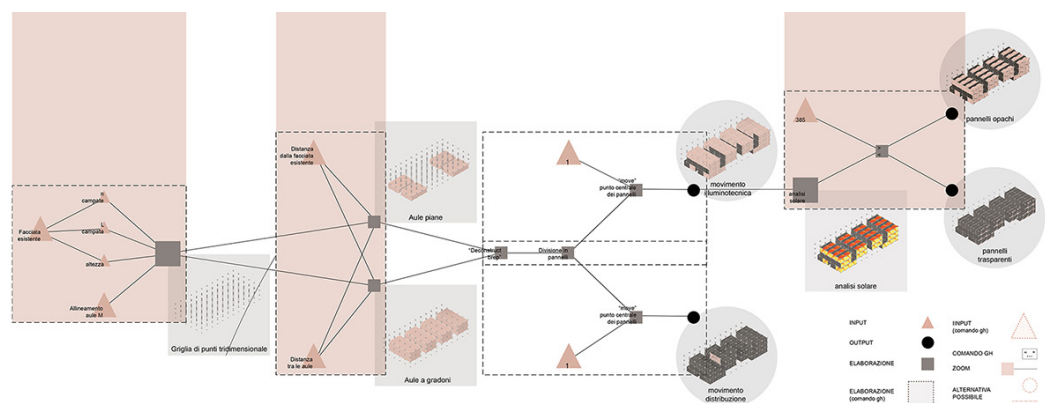 N
campata
Facciata
esistente
L
campata
altezza
Allineamento
aule M
Griglia di punti tridimensionale
Distanza
dalla facciata
esistente
Distanza
tra le aule
Aule piane
Aule a gradoni
"Deconstruct
brep"
Divisione in
pannelli
1
"move"
punto centrale
dei pannelli
movimento
illuminotecnica
"move"
punto centrale
dei pannelli
1
movimento
distribuzione
385
analisi
solare
analisi solare
pannelli opachi
pannelli
trasparenti
INPUT
OUTPUT
ELABORAZIONE
ELABORAZIONE
(comando gh)
INPUT
(comando gh)
COMANDO GH
ZOOM
ALTERNATIVA
POSSIBILE